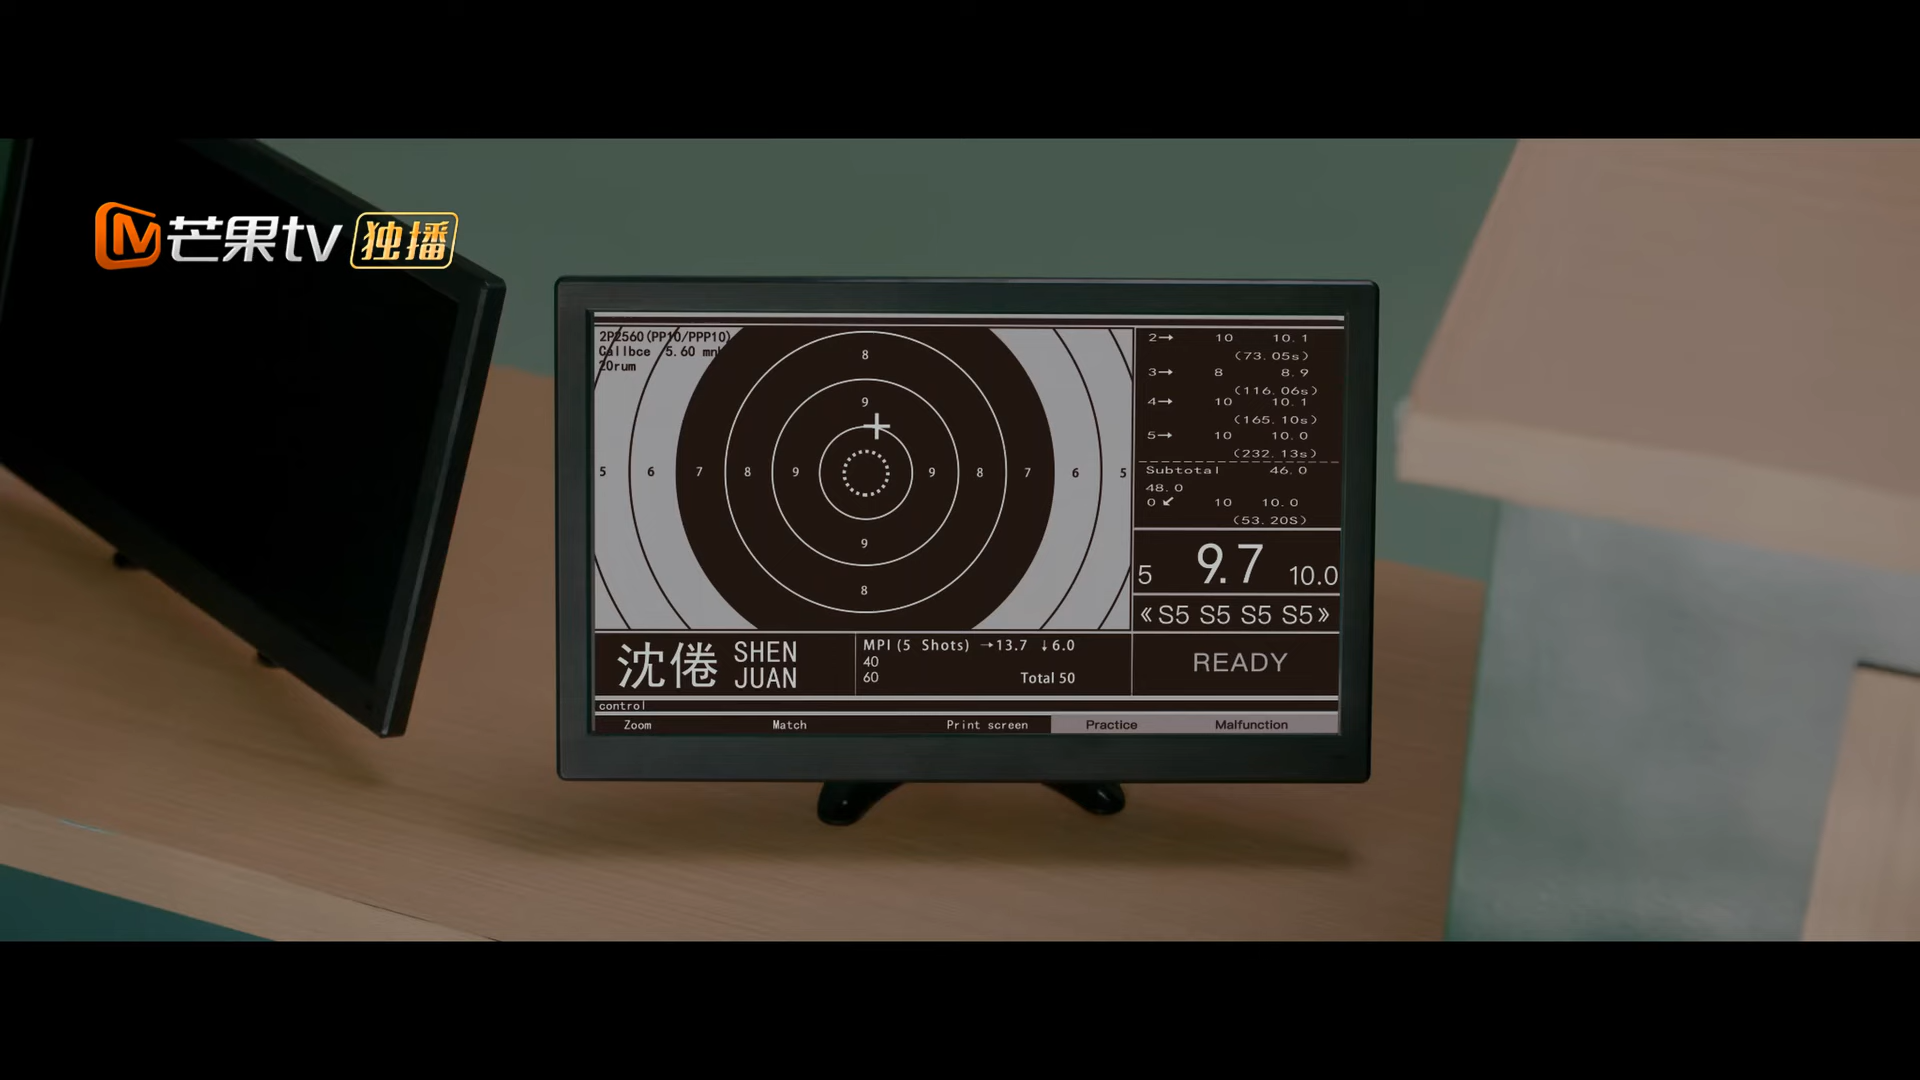 芒果tv 独播
2P2560(PP10/PPP10)
Callbce 5.60 mn
20rum
8
9
5 6 7 8 9 9 8 7 6 5
9
8
2→ 10 10.1
(73.05s)
3→ 8 8.9
(116.06s)
4→ 10 10.1
(165.10s)
5→ 10 10.0
(232.13s)
Subtotal 46.0
48.0
0↙ 10 10.0
(53.20S)
5 9.7 10.0
«S5 S5 S5 S5»
沈倦 SHEN
JUAN
MPI (5 Shots) →13.7 ↓6.0
40
60 Total 50
READY
control
Zoom Match Print screen Practice Malfunction